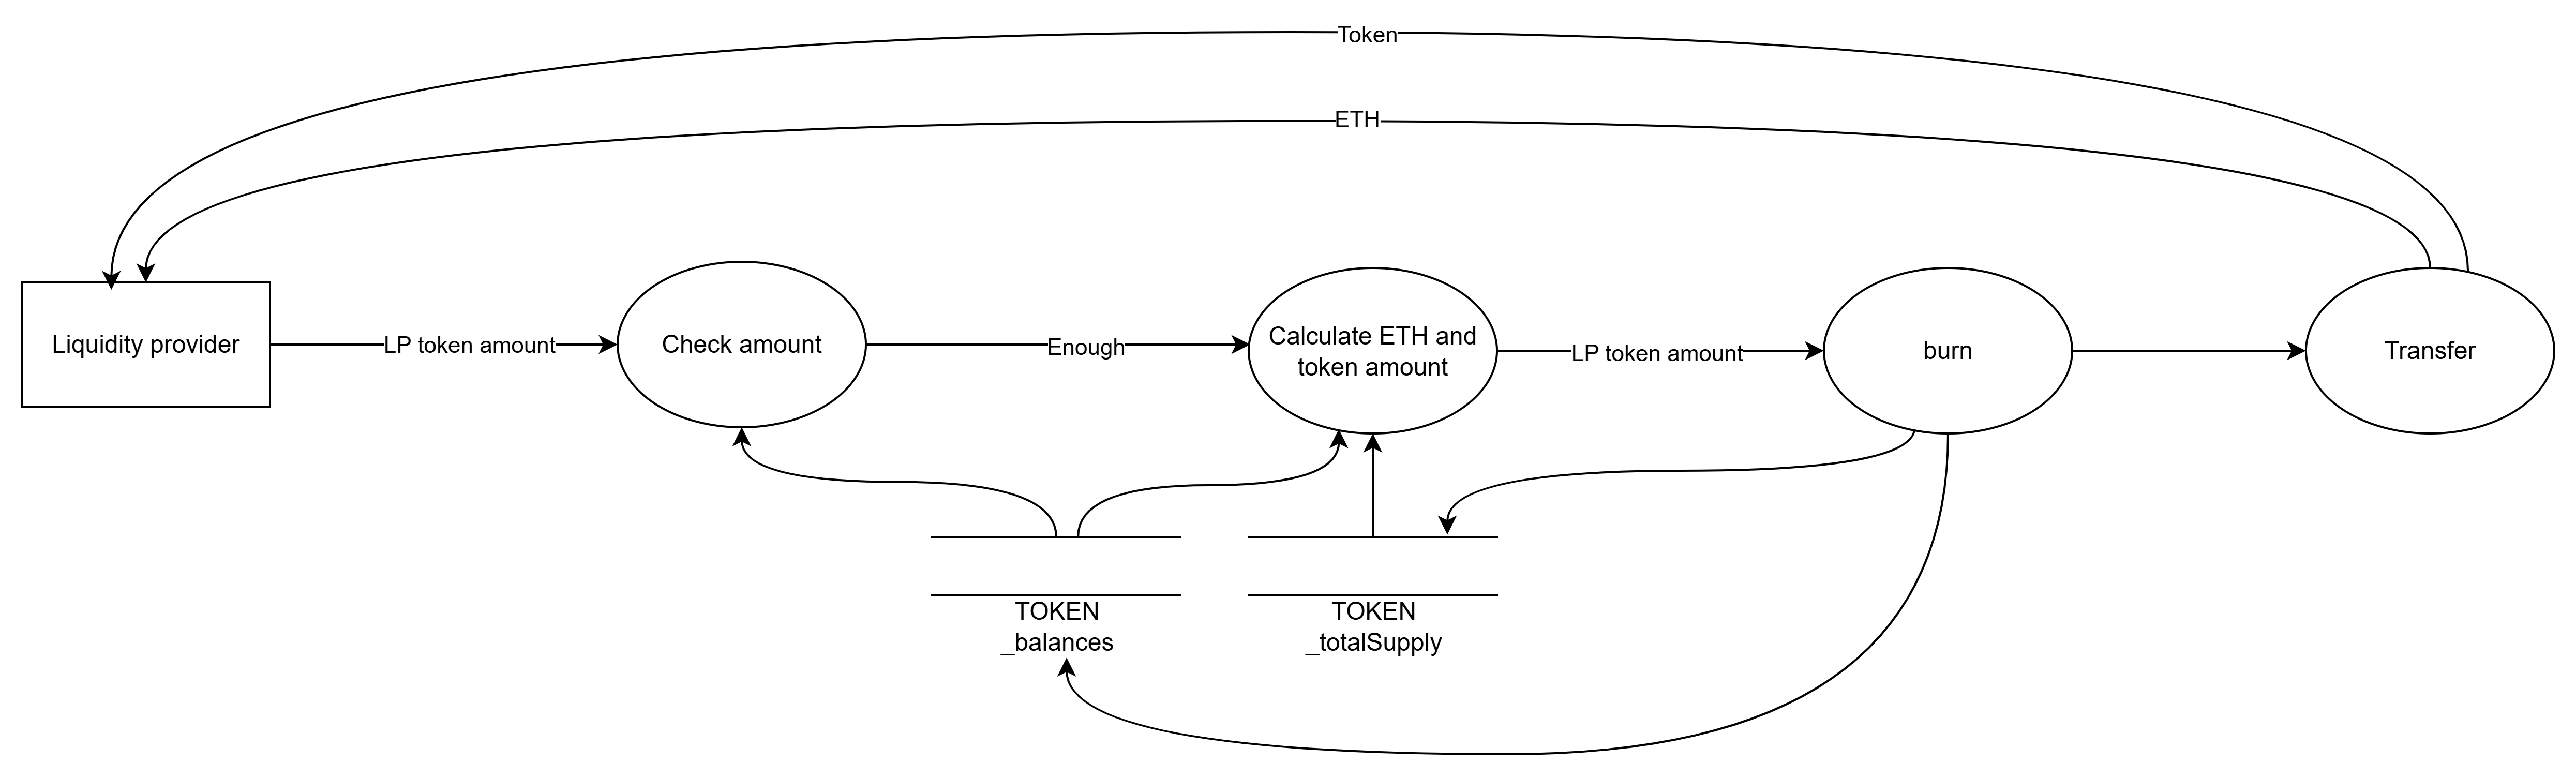 Token
ETH
Liquidity provider
LP token amount
Check amount
Enough
Calculate ETH and
token amount
LP token amount
burn
Transfer
TOKEN
_balances
TOKEN
_totalSupply